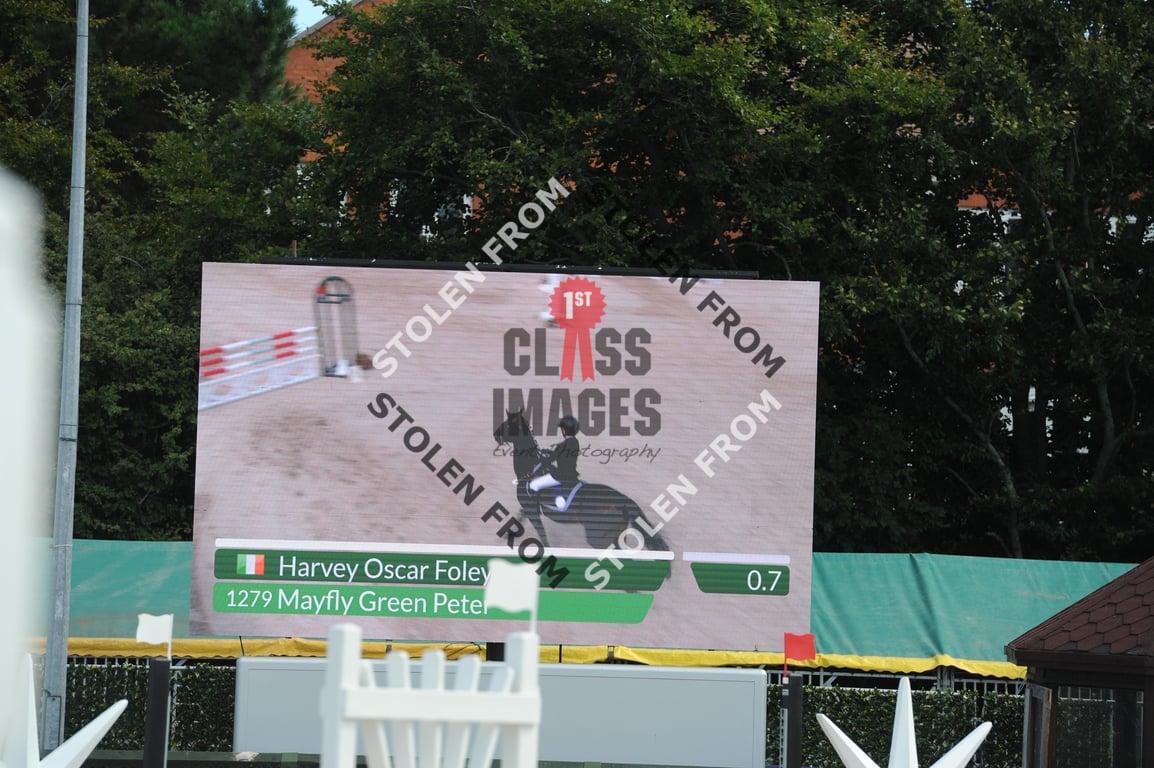 STOLEN FROM
STOLEN FROM
1ST
CLASS
IMAGES
Event Photography
STOLEN FROM
STOLEN FROM
Harvey Oscar Foley
0.7
1279 Mayfly Green Peter